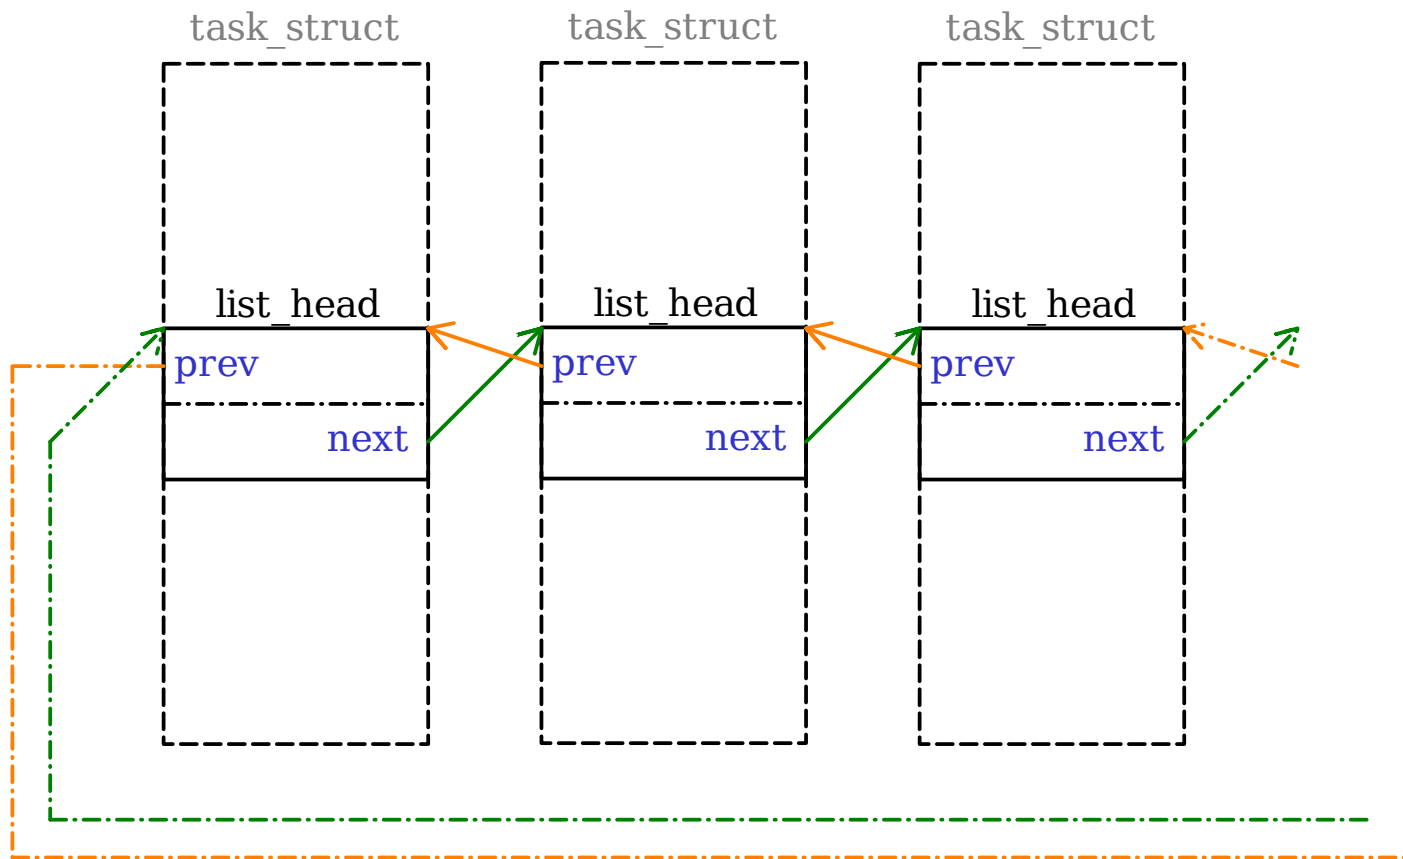 task_struct task_struct task_struct
list_head list_head list_head
prev prev prev
next next next